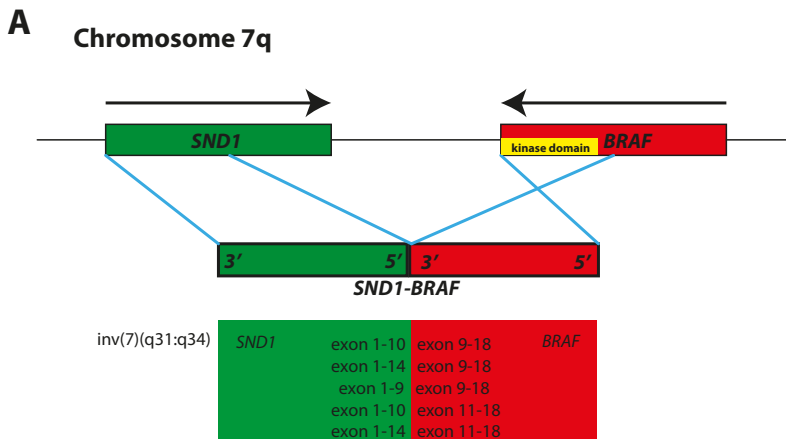 A
Chromosome 7q
SND1
BRAF
kinase domain
3’ 5’ 3’ 5’
SND1-BRAF
inv(7)(q31:q34) SND1 exon 1-10 exon 9-18 BRAF
exon 1-14 exon 9-18
exon 1-9 exon 9-18
exon 1-10 exon 11-18
exon 1-14 exon 11-18